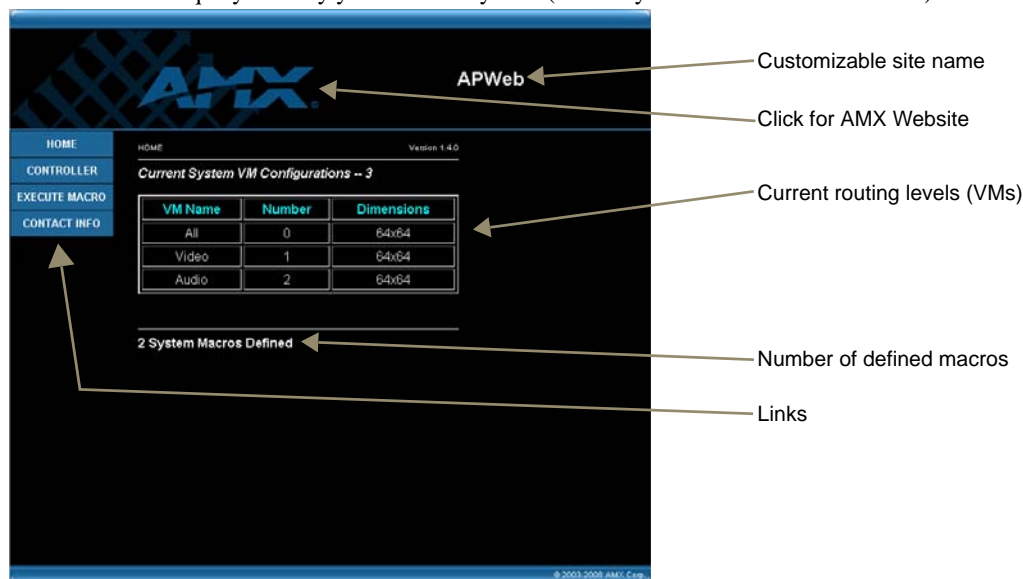 AMX
APWeb
Customizable site name
Click for AMX Website
HOME
CONTROLLER
EXECUTE MACRO
CONTACT INFO
HOME Version 1.4.0
Current System VM Configurations -- 3
VM Name Number Dimensions
All 0 64x64
Video 1 64x64
Audio 2 64x64
Current routing levels (VMs)
2 System Macros Defined
Number of defined macros
Links
© 2003-2008 AMX Corp.